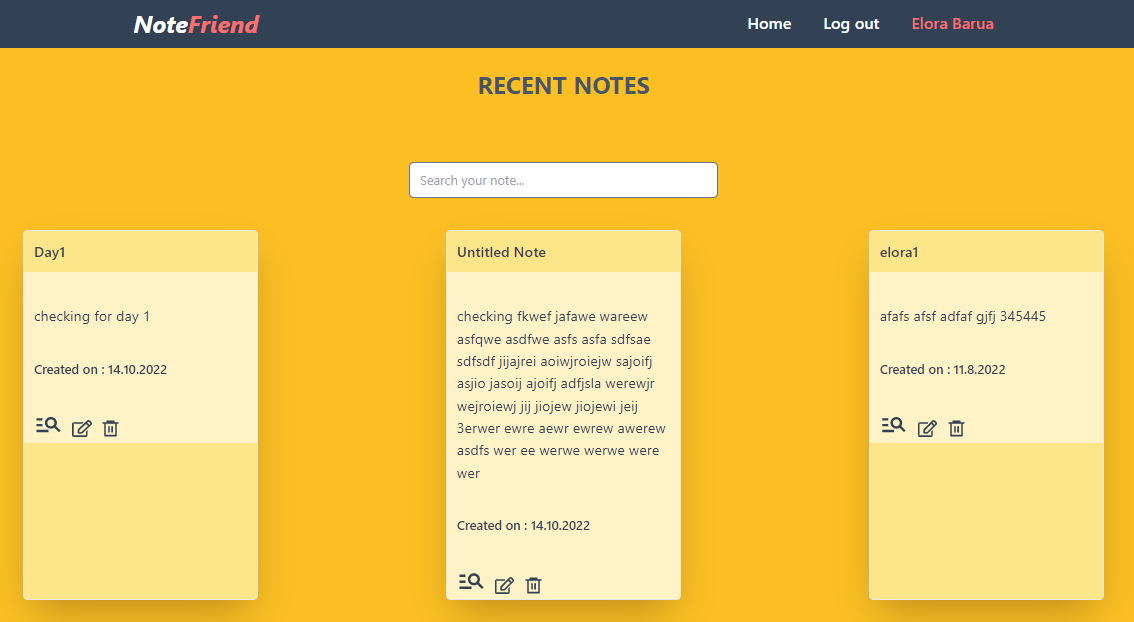 NoteFriend
Home Log out Elora Barua
RECENT NOTES
Search your note...
Day1
checking for day 1
Created on : 14.10.2022
Untitled Note
checking fkwef jafawe wareew
asfqwe asdfwe asfs asfa sdfsae
sdfsdf jijajrei aoiwjroiejw sajoifj
asjio jasoij ajoifj adfjsla werewjr
wejroiewj jij jiojew jiojewi jeij
3erwer ewre aewr ewrew awerew
asdfs wer ee werwe werwe were
wer
Created on : 14.10.2022
elora1
afafs afsf adfaf gjfj 345445
Created on : 11.8.2022